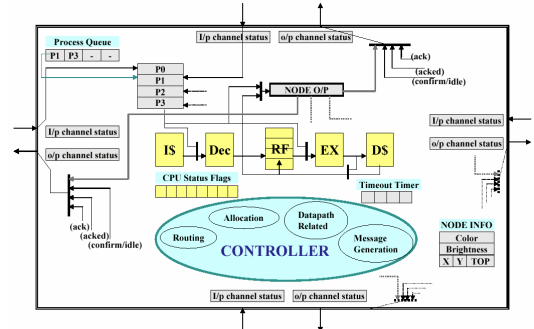 I/p channel status
o/p channel status
Process Queue
P1 P3 - -
P0
P1
P2
P3
(ack)
(acked)
(confirm/idle)
NODE O/P
I/p channel status
o/p channel status
I/p channel status
o/p channel status
I$
Dec
RF
EX
D$
CPU Status Flags
Timeout Timer
(ack)
(acked)
(confirm/idle)
Allocation
Datapath
Related
Routing
CONTROLLER
Message
Generation
NODE INFO
Color
Brightness
X Y TOP
I/p channel status
o/p channel status